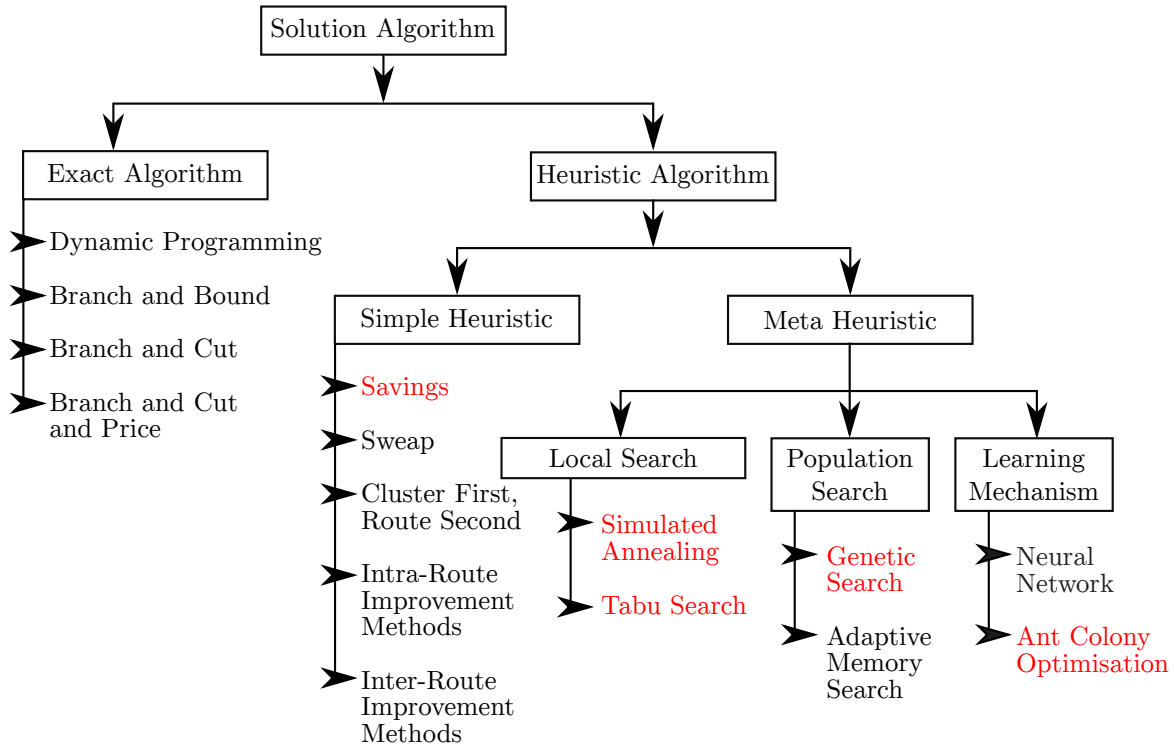 Solution Algorithm
Exact Algorithm
Heuristic Algorithm
Dynamic Programming
Branch and Bound
Branch and Cut
Branch and Cut
and Price
Simple Heuristic
Meta Heuristic
Savings
Sweap
Cluster First,
Route Second
Intra-Route
Improvement
Methods
Inter-Route
Improvement
Methods
Local Search
Simulated
Annealing
Tabu Search
Population
Search
Genetic
Search
Adaptive
Memory
Search
Learning
Mechanism
Neural
Network
Ant Colony
Optimisation